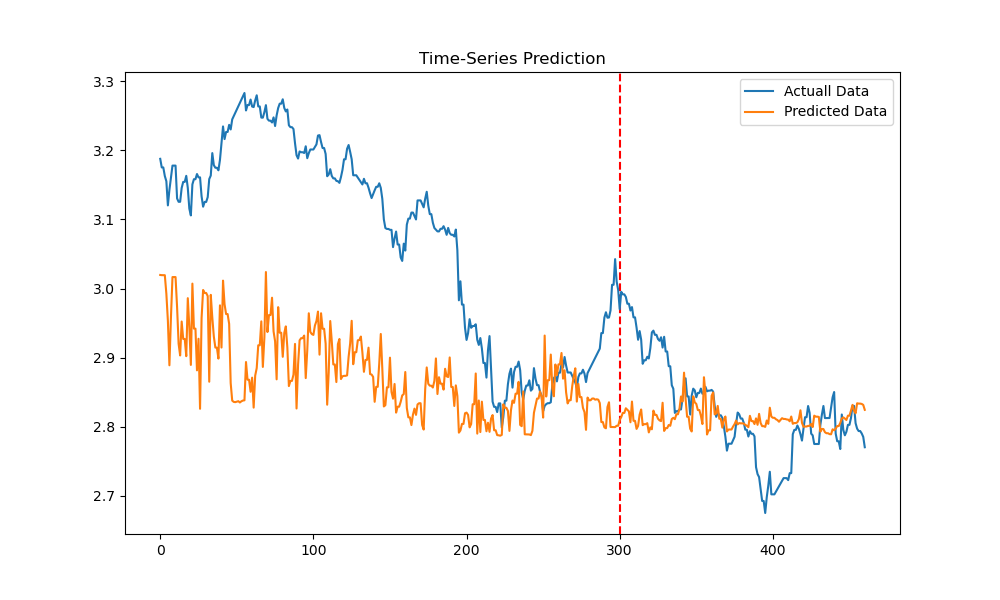 Time-Series Prediction
Actuall Data
Predicted Data
3.3
3.2
3.1
3.0
2.9
2.8
2.7
0 100 200 300 400